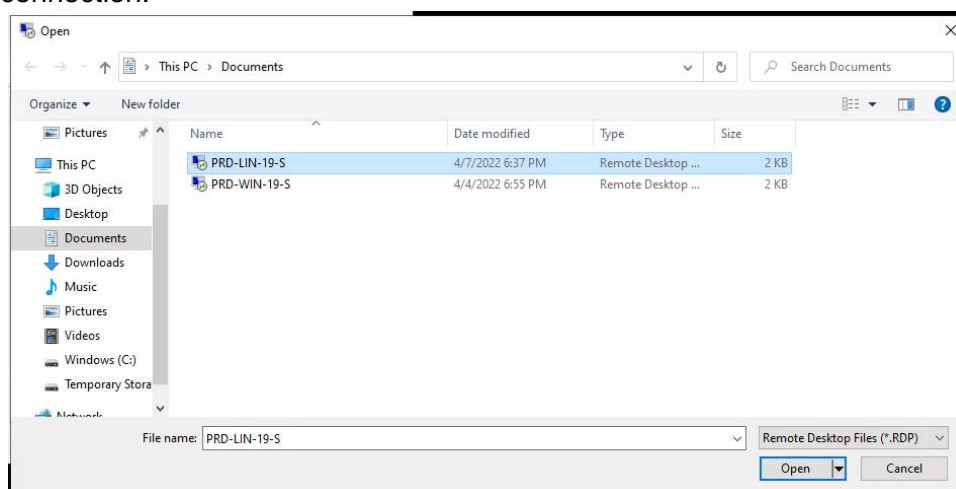 connection.
Open
This PC > Documents
Search Documents
Organize
New folder
Pictures
Name
Date modified
Type
Size
This PC
PRD-LIN-19-S
4/7/2022 6:37 PM
Remote Desktop ...
2 KB
3D Objects
PRD-WIN-19-S
4/4/2022 6:55 PM
Remote Desktop ...
2 KB
Desktop
Documents
Downloads
Music
Pictures
Videos
Windows (C:)
Temporary Stora
Network
File name: PRD-LIN-19-S
Remote Desktop Files (*.RDP)
Open
Cancel